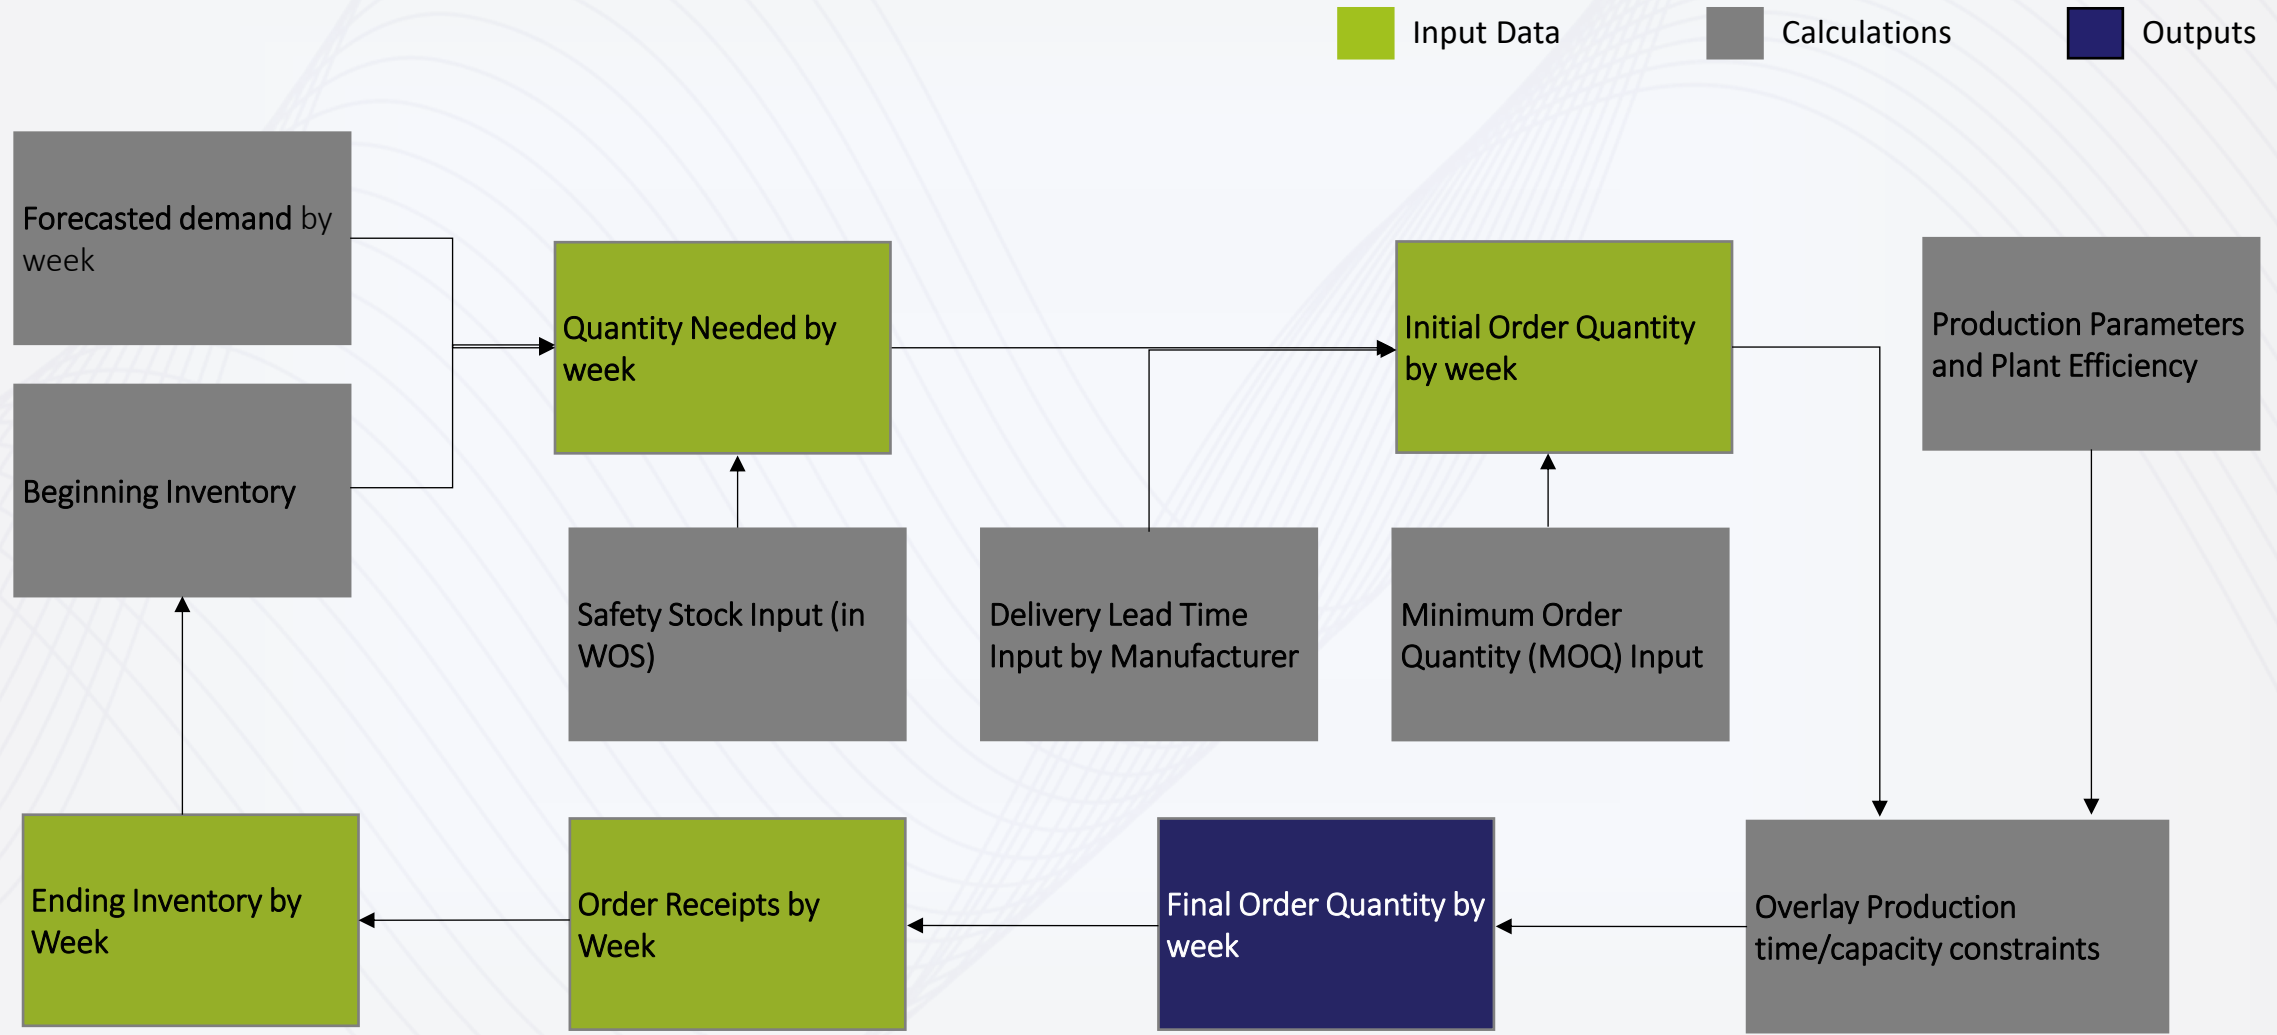 Input Data
Calculations
Outputs
Forecasted demand by
week
Quantity Needed by
week
Initial Order Quantity
by week
Production Parameters
and Plant Efficiency
Beginning Inventory
Safety Stock Input (in
WOS)
Delivery Lead Time
Input by Manufacturer
Minimum Order
Quantity (MOQ) Input
Ending Inventory by
Week
Order Receipts by
Week
Final Order Quantity by
week
Overlay Production
time/capacity constraints